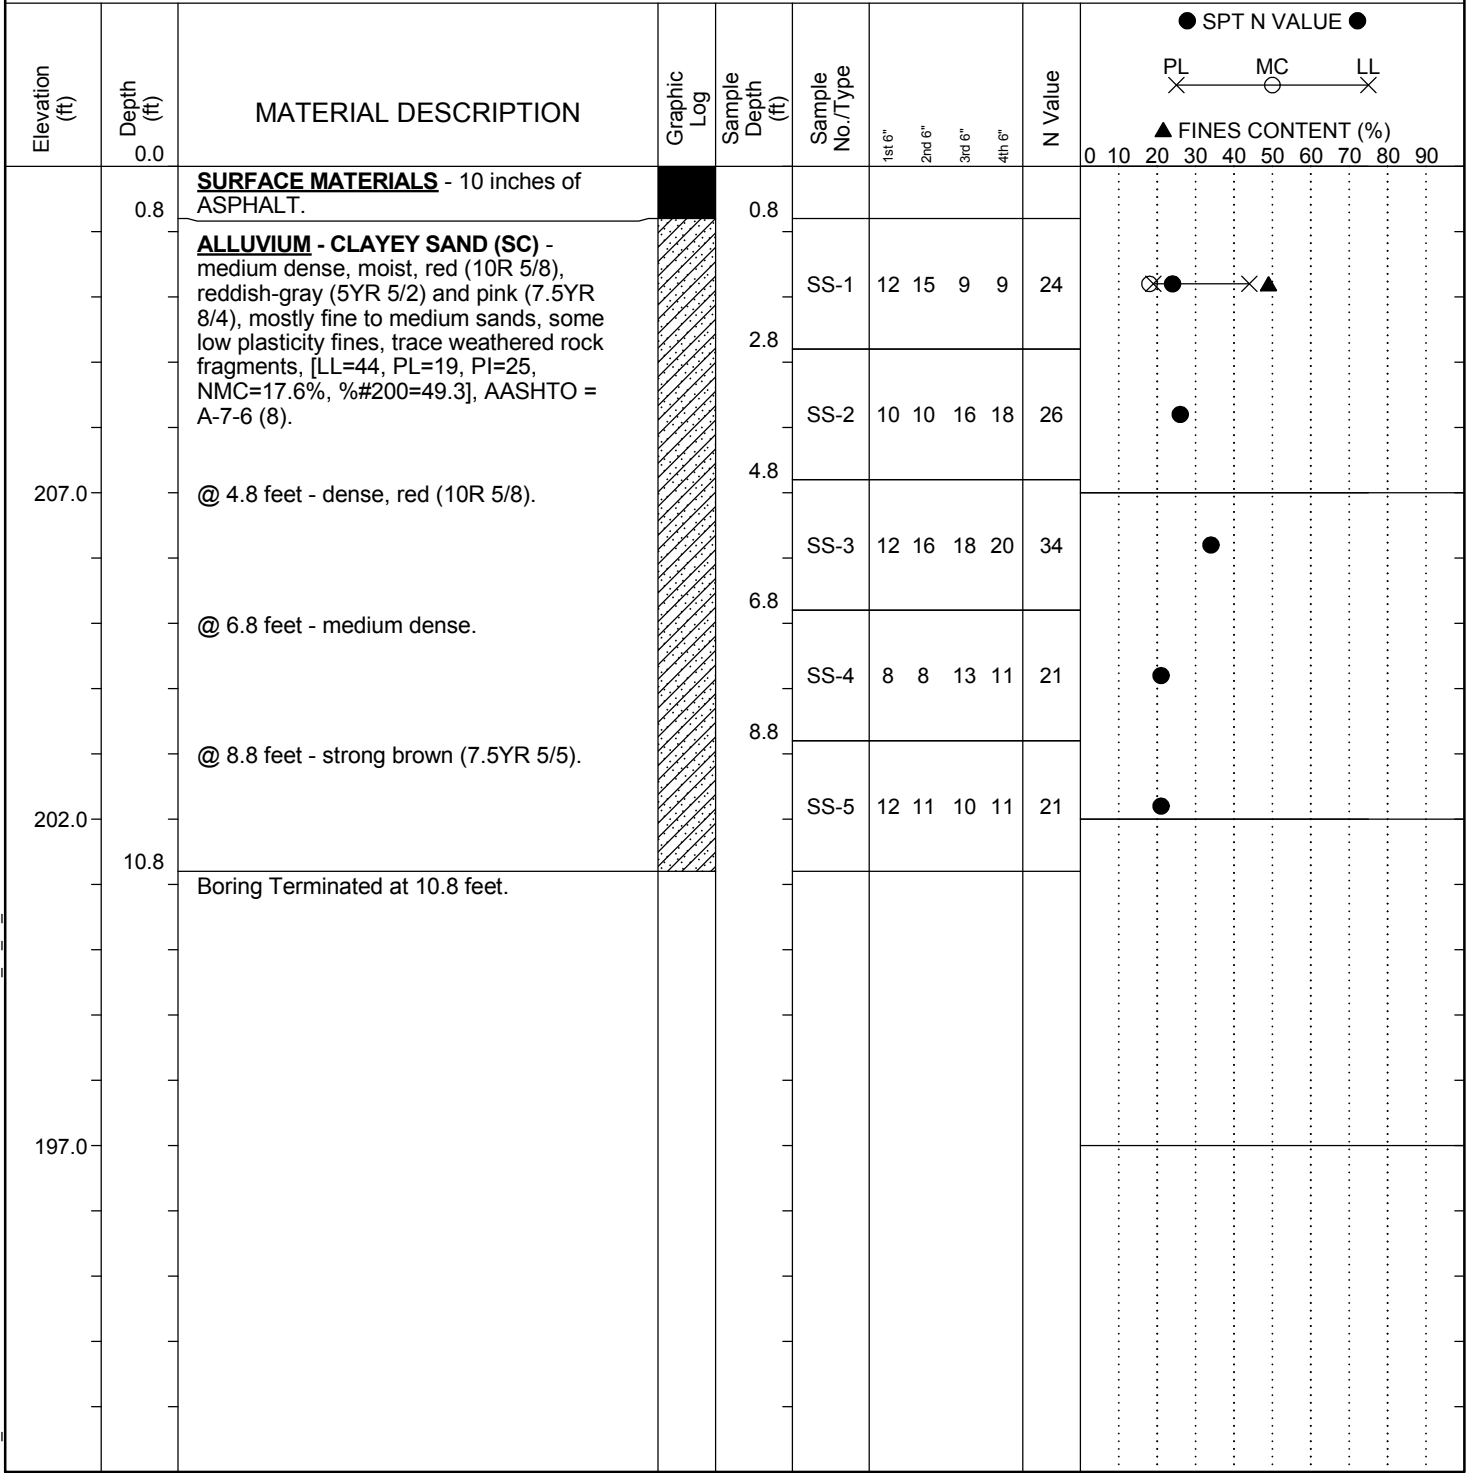 ● SPT N VALUE ●
PL MC LL
▲ FINES CONTENT (%)
0 10 20 30 40 50 60 70 80 90
Elevation
(ft)
Depth
(ft)
0.0
MATERIAL DESCRIPTION
Graphic
Log
Sample
Depth
(ft)
Sample
No./Type
1st 6"
2nd 6"
3rd 6"
4th 6"
N Value
SURFACE MATERIALS - 10 inches of
ASPHALT.
0.8 0.8
ALLUVIUM - CLAYEY SAND (SC) -
medium dense, moist, red (10R 5/8),
reddish-gray (5YR 5/2) and pink (7.5YR
8/4), mostly fine to medium sands, some
low plasticity fines, trace weathered rock
fragments, [LL=44, PL=19, PI=25,
NMC=17.6%, %#200=49.3], AASHTO =
A-7-6 (8).
SS-1 12 15 9 9 24
2.8
SS-2 10 10 16 18 26
4.8
207.0 @ 4.8 feet - dense, red (10R 5/8).
SS-3 12 16 18 20 34
6.8
@ 6.8 feet - medium dense.
SS-4 8 8 13 11 21
8.8
@ 8.8 feet - strong brown (7.5YR 5/5).
SS-5 12 11 10 11 21
202.0
10.8
Boring Terminated at 10.8 feet.
197.0